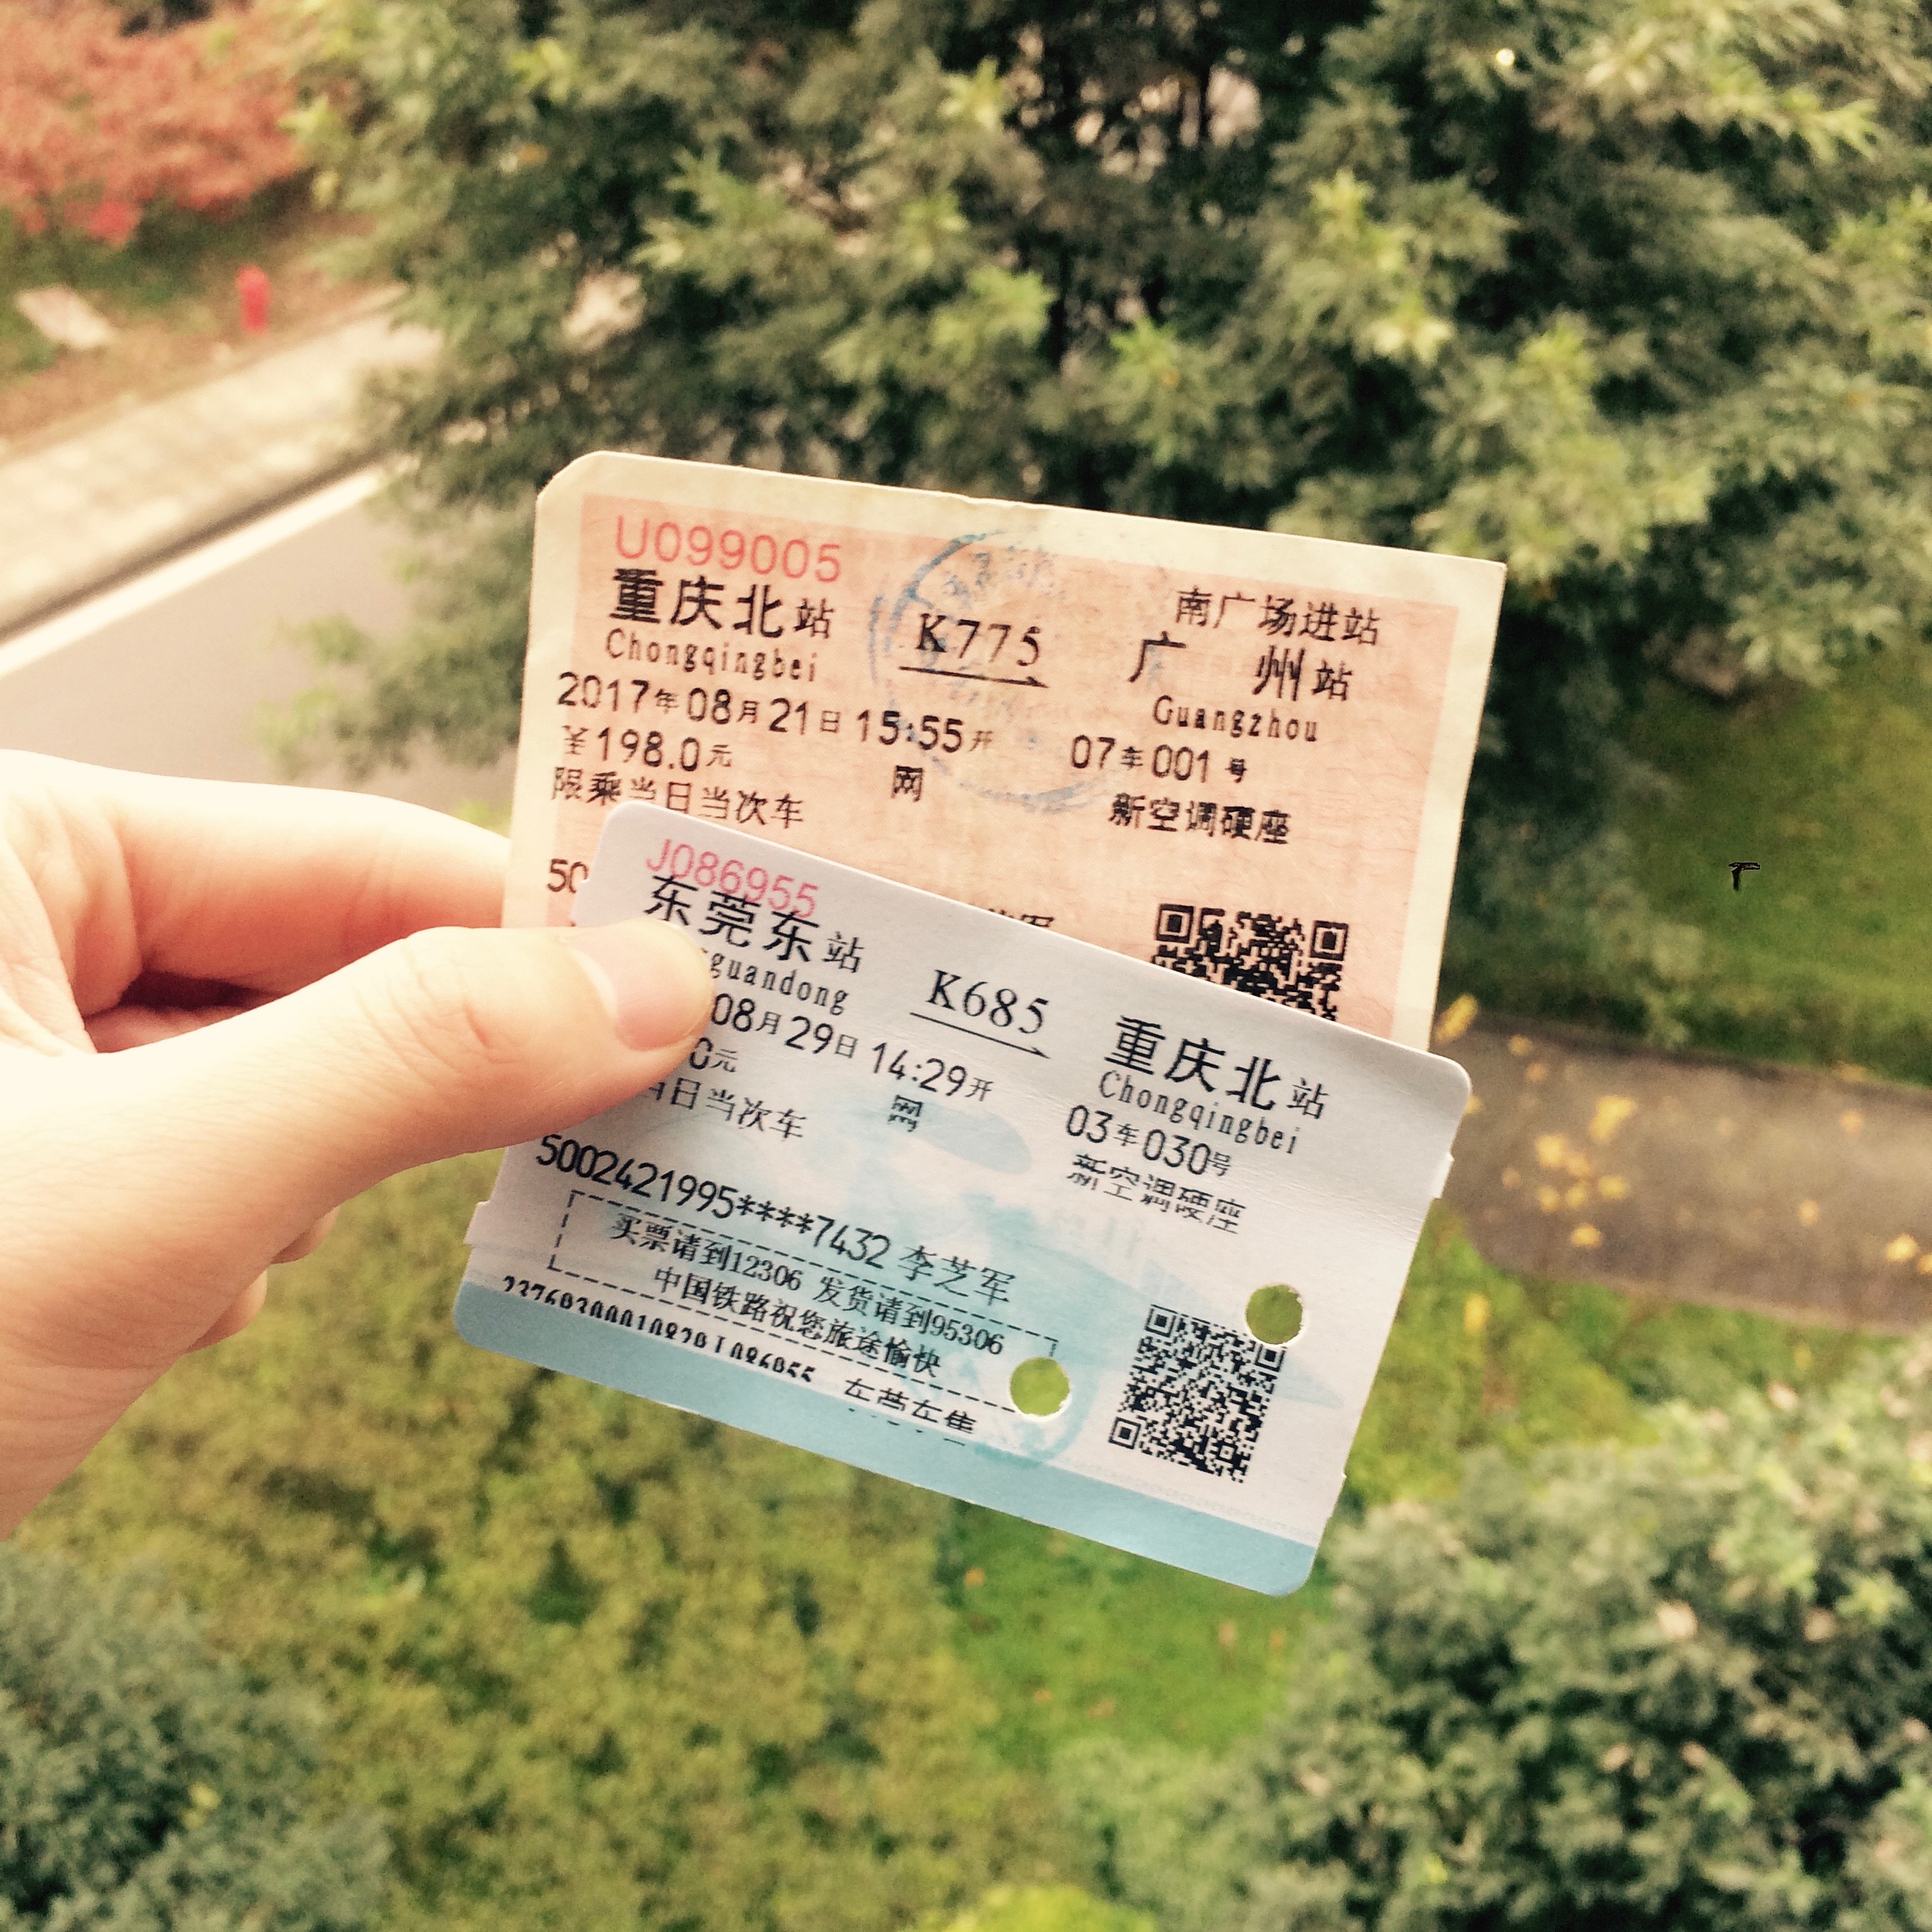 U099005
南广场进站
重庆北站 K775 广州站
Chongqingbei Guangzhou
2017年08月21日 15:55开 07车001号
¥198.0元 网 新空调硬座
限乘当日当次车
50
J086955
东莞东站 K685 重庆北站
guandong Chongqingbei
08月29日 14:29开 03车030号
0元 网 新空调硬座
当日当次车
5002421995****7432 李芝军
买票请到12306 发货请到95306
中国铁路祝您旅途愉快